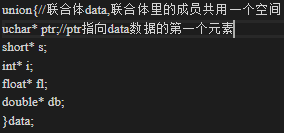 union{//联合体data,联合体里的成员共用一个空间
uchar* ptr;//ptr指向data数据的第一个元素
short* s;
int* i;
float* fl;
double* db;
}data;